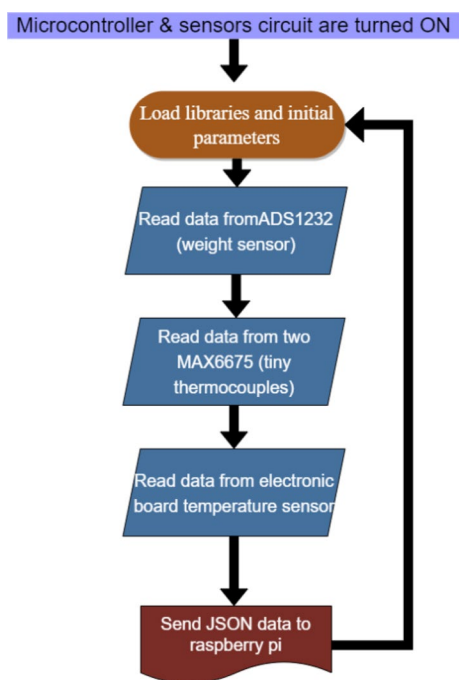 Microcontroller & sensors circuit are turned ON
Load libraries and initial
parameters
Read data fromADS1232
(weight sensor)
Read data from two
MAX6675 (tiny
thermocouples)
Read data from electronic
board temperature sensor
Send JSON data to
raspberry pi